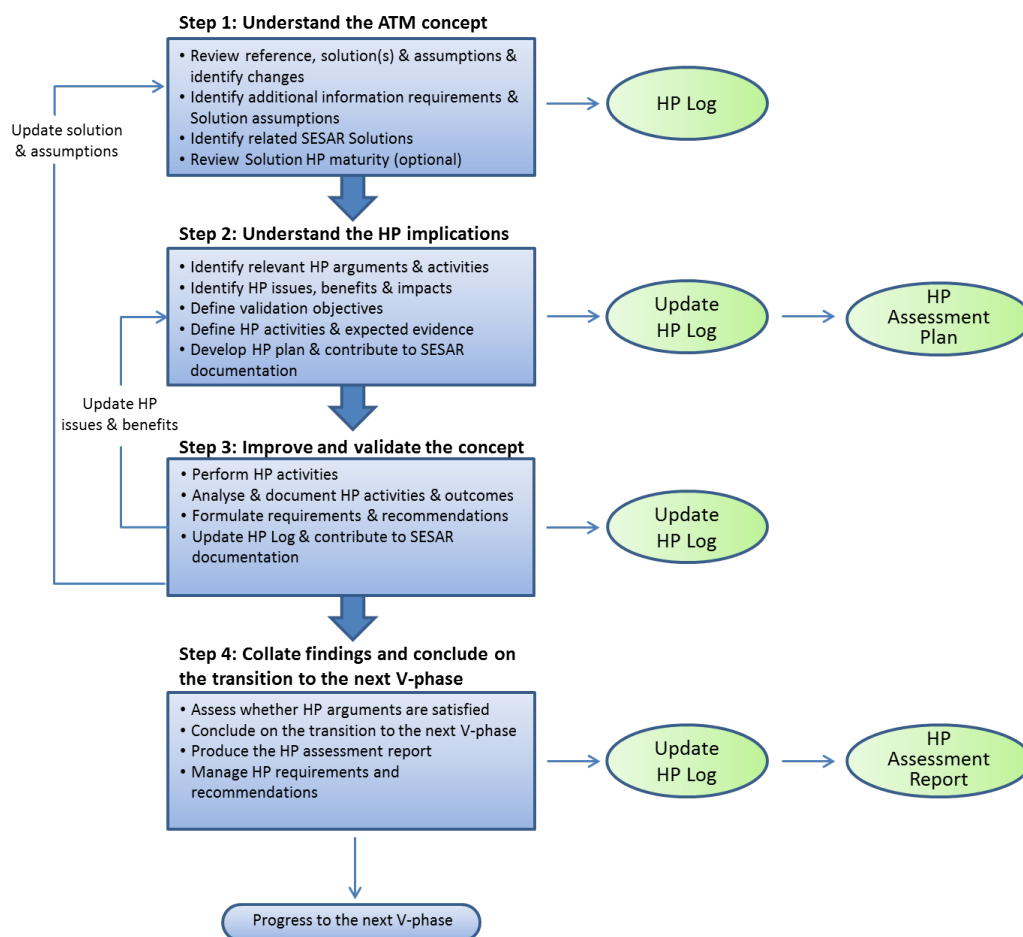 Step 1: Understand the ATM concept
• Review reference, solution(s) & assumptions &
identify changes
• Identify additional information requirements &
Solution assumptions
• Identify related SESAR Solutions
• Review Solution HP maturity (optional)
HP Log
Update solution
& assumptions
Step 2: Understand the HP implications
• Identify relevant HP arguments & activities
• Identify HP issues, benefits & impacts
• Define validation objectives
• Define HP activities & expected evidence
• Develop HP plan & contribute to SESAR
documentation
Update
HP Log
HP
Assessment
Plan
Update HP
issues & benefits
Step 3: Improve and validate the concept
• Perform HP activities
• Analyse & document HP activities & outcomes
• Formulate requirements & recommendations
• Update HP Log & contribute to SESAR
documentation
Update
HP Log
Step 4: Collate findings and conclude on
the transition to the next V-phase
• Assess whether HP arguments are satisfied
• Conclude on the transition to the next V-phase
• Produce the HP assessment report
• Manage HP requirements and
recommendations
Update
HP Log
HP
Assessment
Report
Progress to the next V-phase